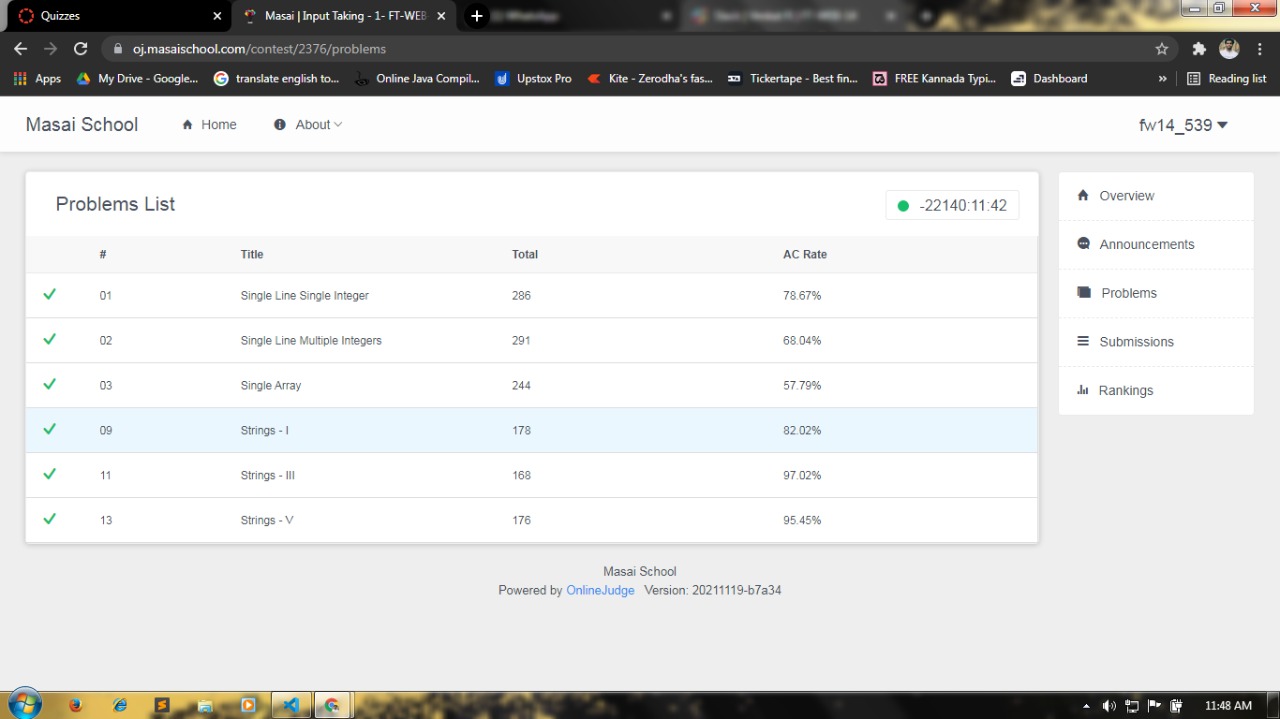 Quizzes
Masai | Input Taking - 1- FT-WEB
oj.masaischool.com/contest/2376/problems
Apps My Drive - Google... translate english to... Online Java Compil... Upstox Pro Kite - Zerodha's fas... Tickertape - Best fin... FREE Kannada Typi... Dashboard » Reading list
Masai School Home About fw14_539
Problems List -22140:11:42
# Title Total AC Rate
01 Single Line Single Integer 286 78.67%
02 Single Line Multiple Integers 291 68.04%
03 Single Array 244 57.79%
09 Strings - I 178 82.02%
11 Strings - III 168 97.02%
13 Strings - V 176 95.45%
Overview
Announcements
Problems
Submissions
Rankings
Masai School
Powered by OnlineJudge Version: 20211119-b7a34
11:48 AM